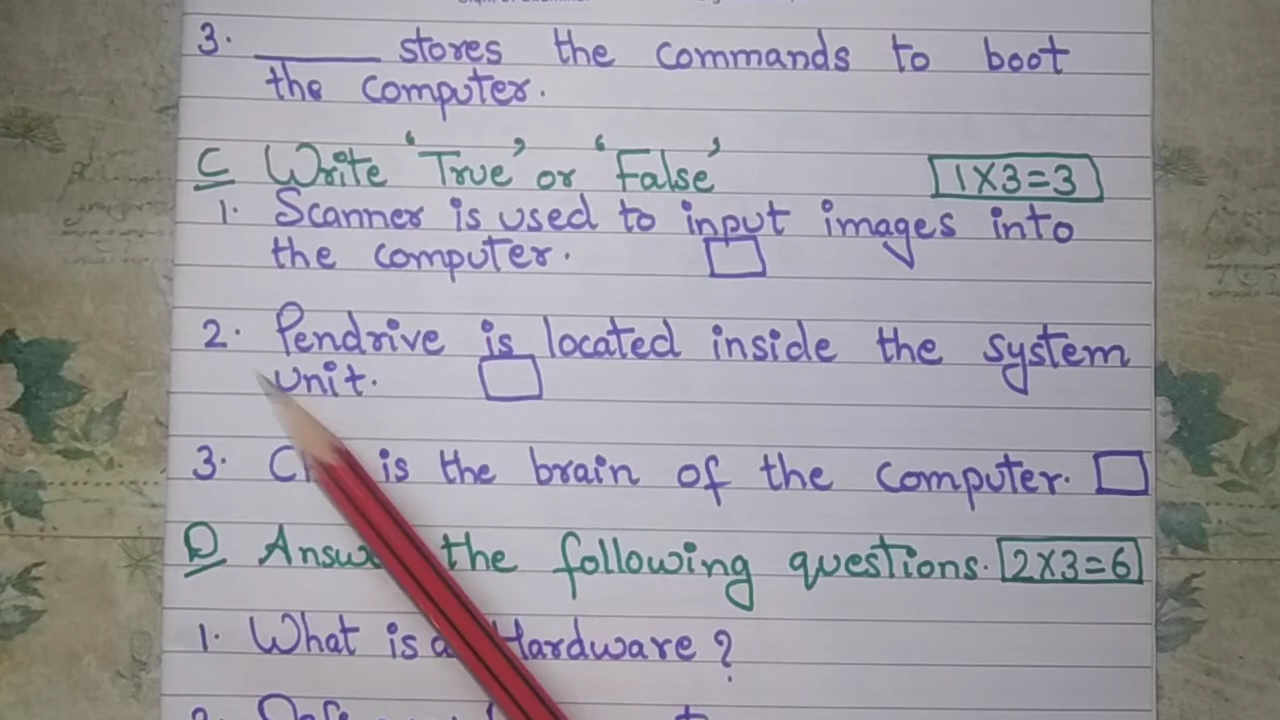 3. ______ stores the commands to boot
the computer.
C Write 'True' or 'False' 1X3=3
1. Scanner is used to input images into
the computer.
2. Pendrive is located inside the system
unit.
3. is the brain of the computer.
D the following questions. 2X3=6
1. What is a Hardware?
2.